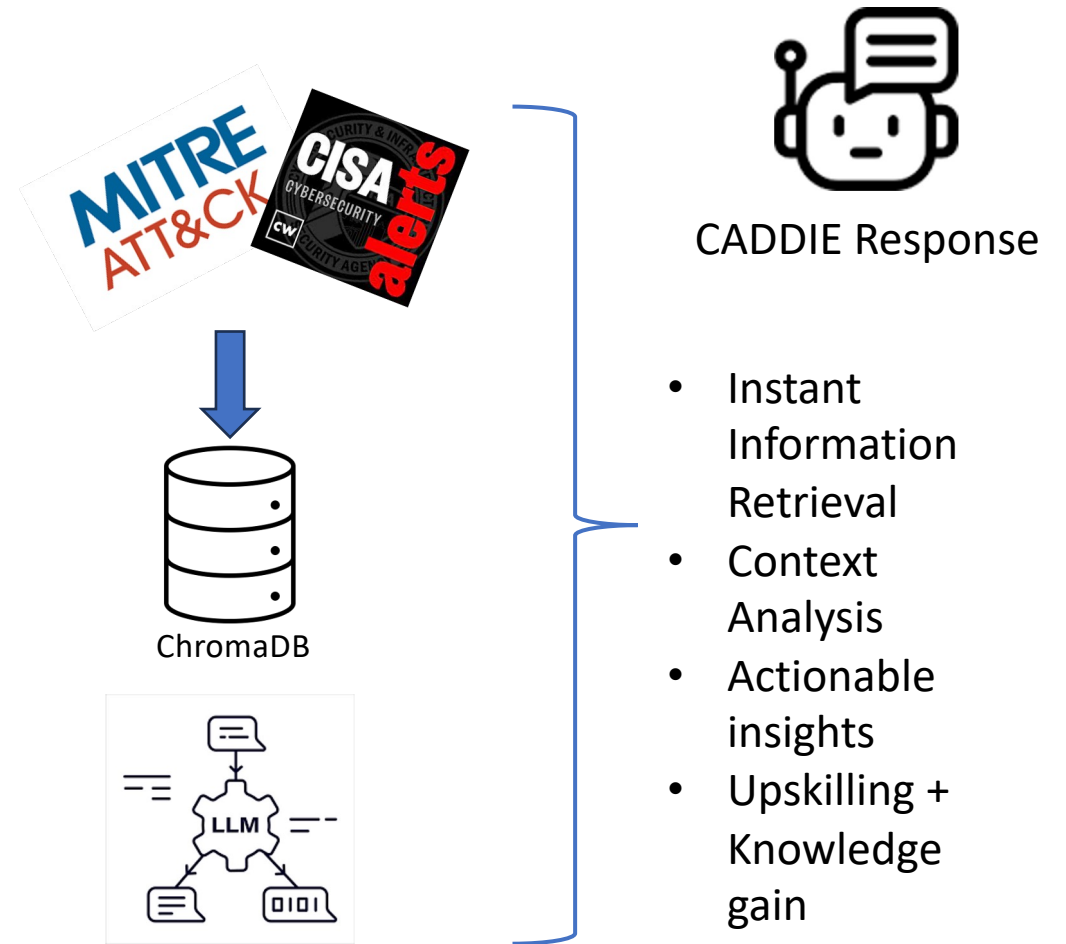 MITRE
ATT&CK
CISA
CYBERSECURITY
cw
alerts
ChromaDB
LLM
0101
CADDIE Response
• Instant
Information
Retrieval
• Context
Analysis
• Actionable
insights
• Upskilling +
Knowledge
gain